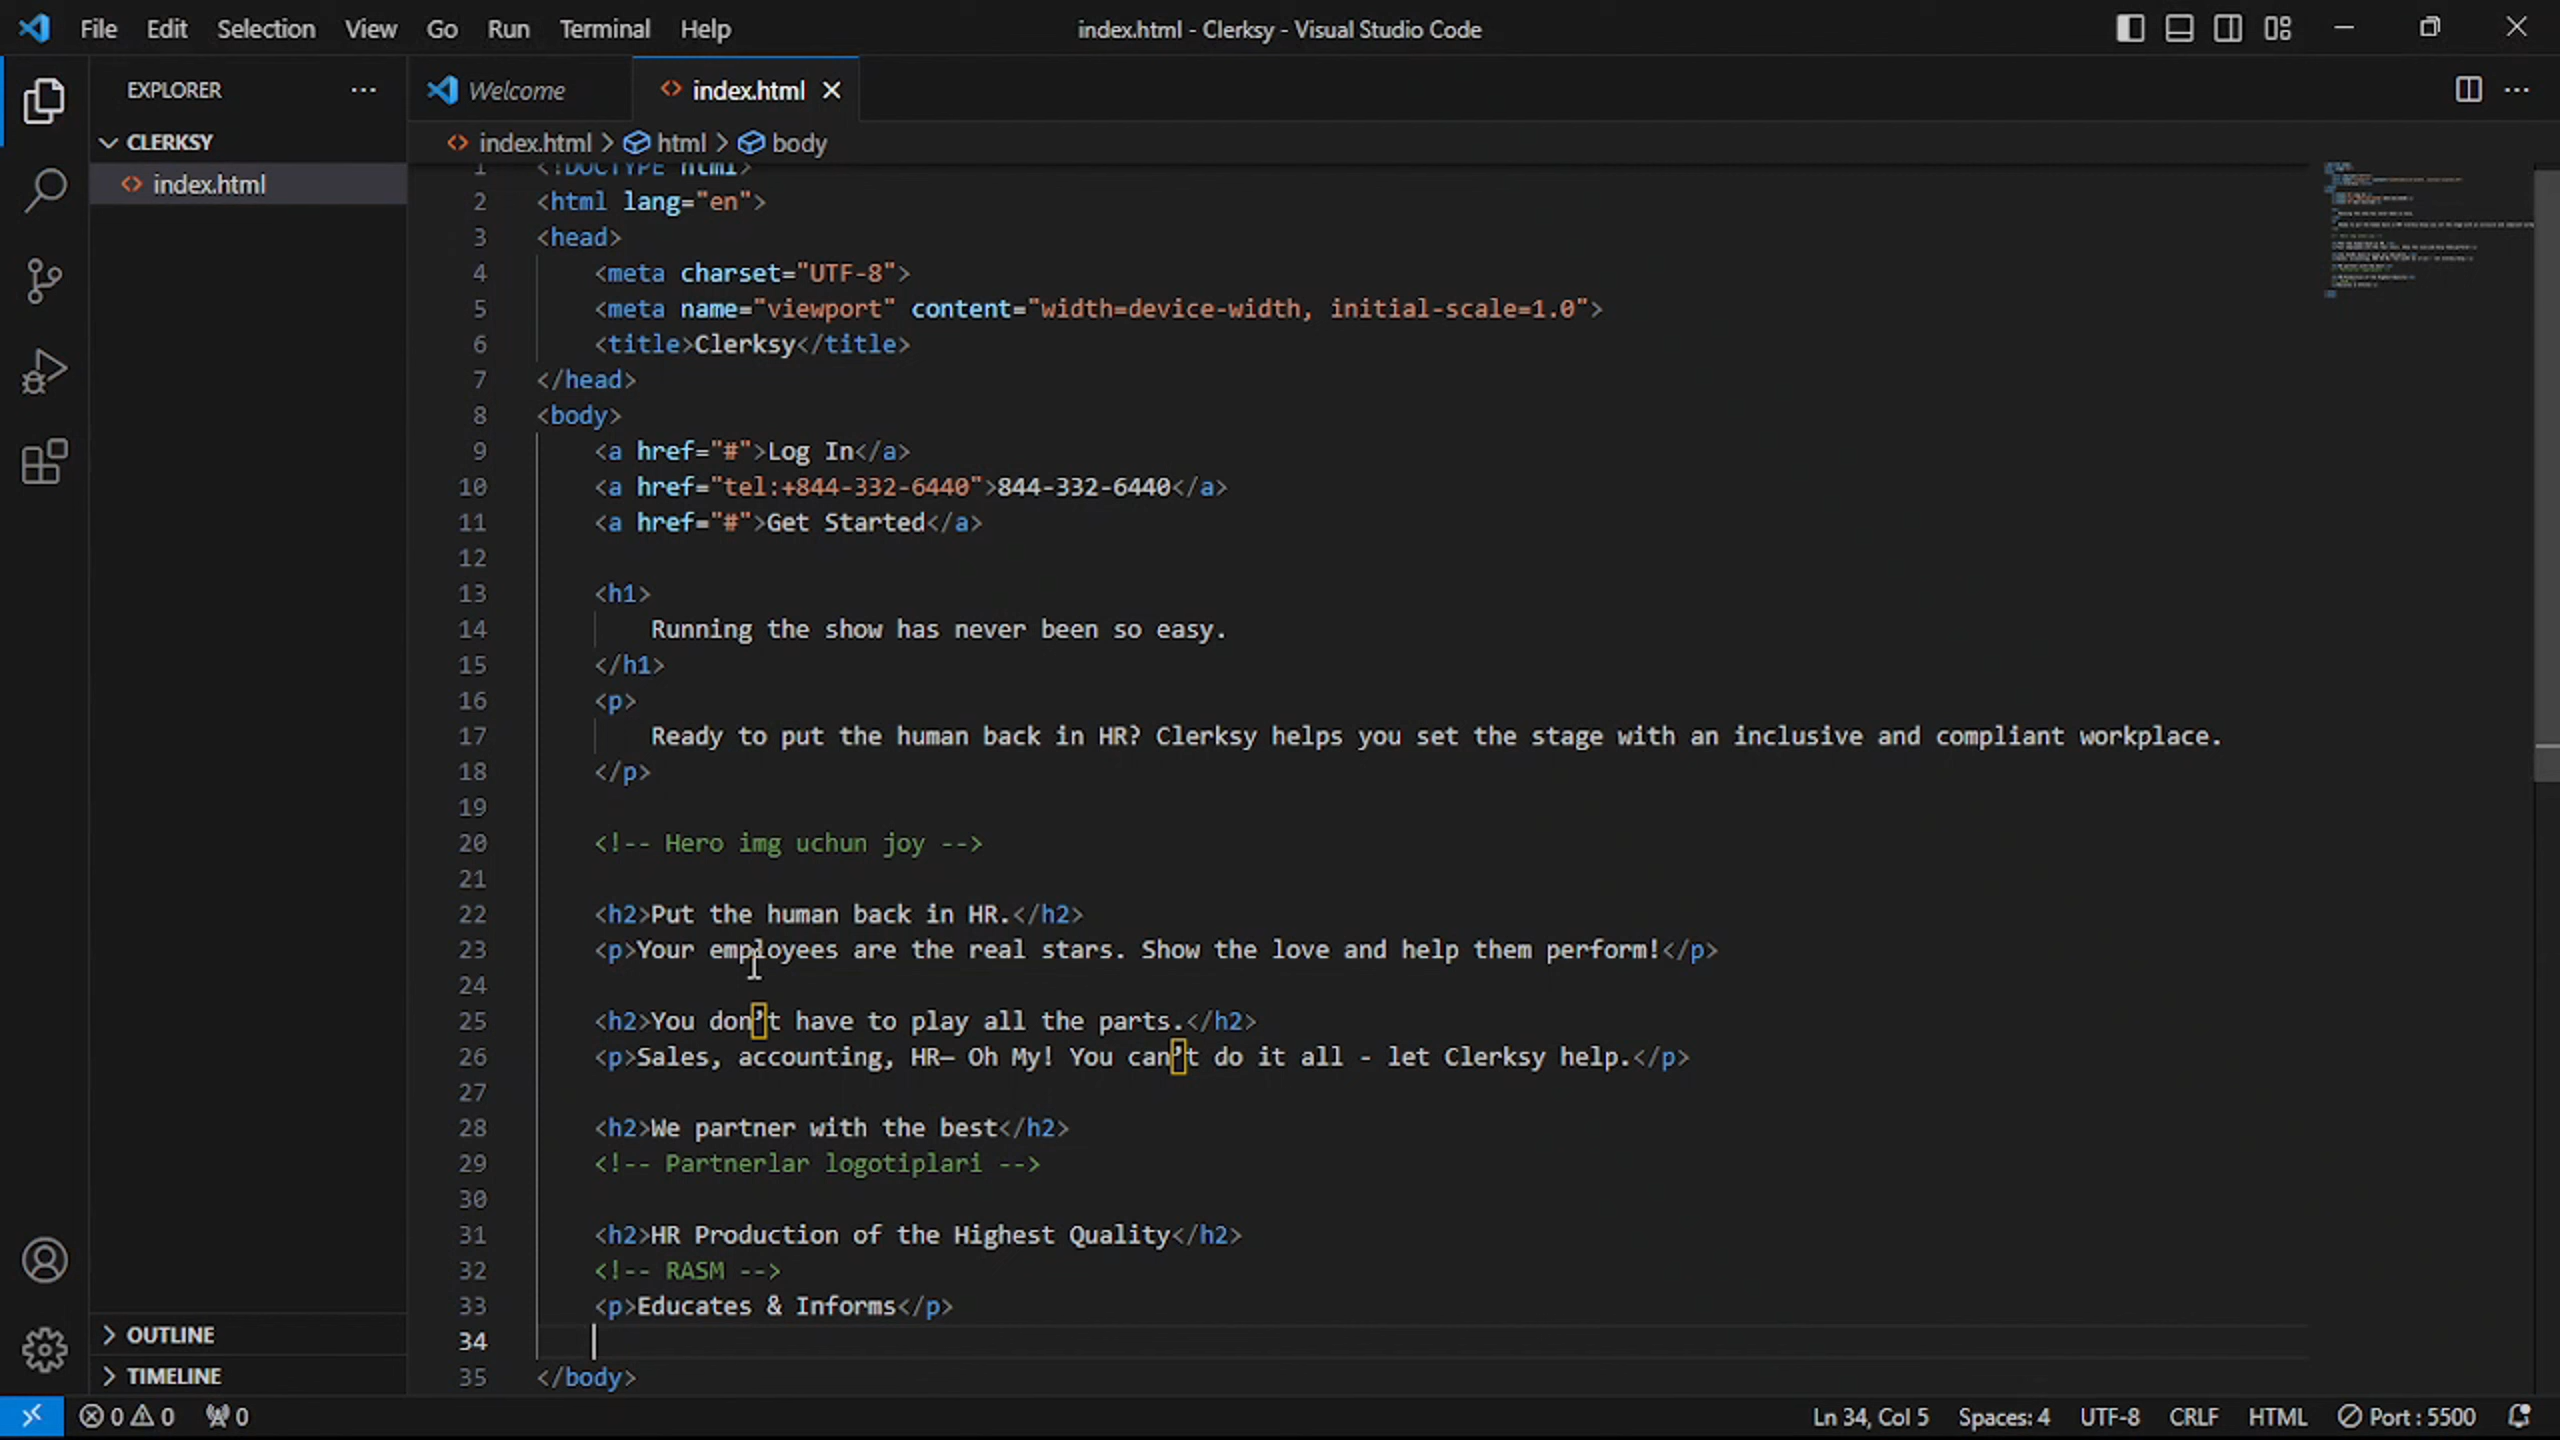 File Edit Selection View Go Run Terminal Help
index.html - Clerksy - Visual Studio Code
EXPLORER
CLERKSY
index.html
OUTLINE
TIMELINE
Welcome
index.html
index.html > html > body
1 <!DOCTYPE html>
2 <html lang="en">
3 <head>
4 <meta charset="UTF-8">
5 <meta name="viewport" content="width=device-width, initial-scale=1.0">
6 <title>Clerksy</title>
7 </head>
8 <body>
9 <a href="#">Log In</a>
10 <a href="tel:+844-332-6440">844-332-6440</a>
11 <a href="#">Get Started</a>
12
13 <h1>
14 Running the show has never been so easy.
15 </h1>
16 <p>
17 Ready to put the human back in HR? Clerksy helps you set the stage with an inclusive and compliant workplace.
18 </p>
19
20 <!-- Hero img uchun joy -->
21
22 <h2>Put the human back in HR.</h2>
23 <p>Your employees are the real stars. Show the love and help them perform!</p>
24
25 <h2>You don’t have to play all the parts.</h2>
26 <p>Sales, accounting, HR— Oh My! You can’t do it all - let Clerksy help.</p>
27
28 <h2>We partner with the best</h2>
29 <!-- Partnerlar logotiplari -->
30
31 <h2>HR Production of the Highest Quality</h2>
32 <!-- RASM -->
33 <p>Educates & Informs</p>
34
35 </body>
0 0 0
Ln 34, Col 5 Spaces: 4 UTF-8 CRLF HTML Port : 5500